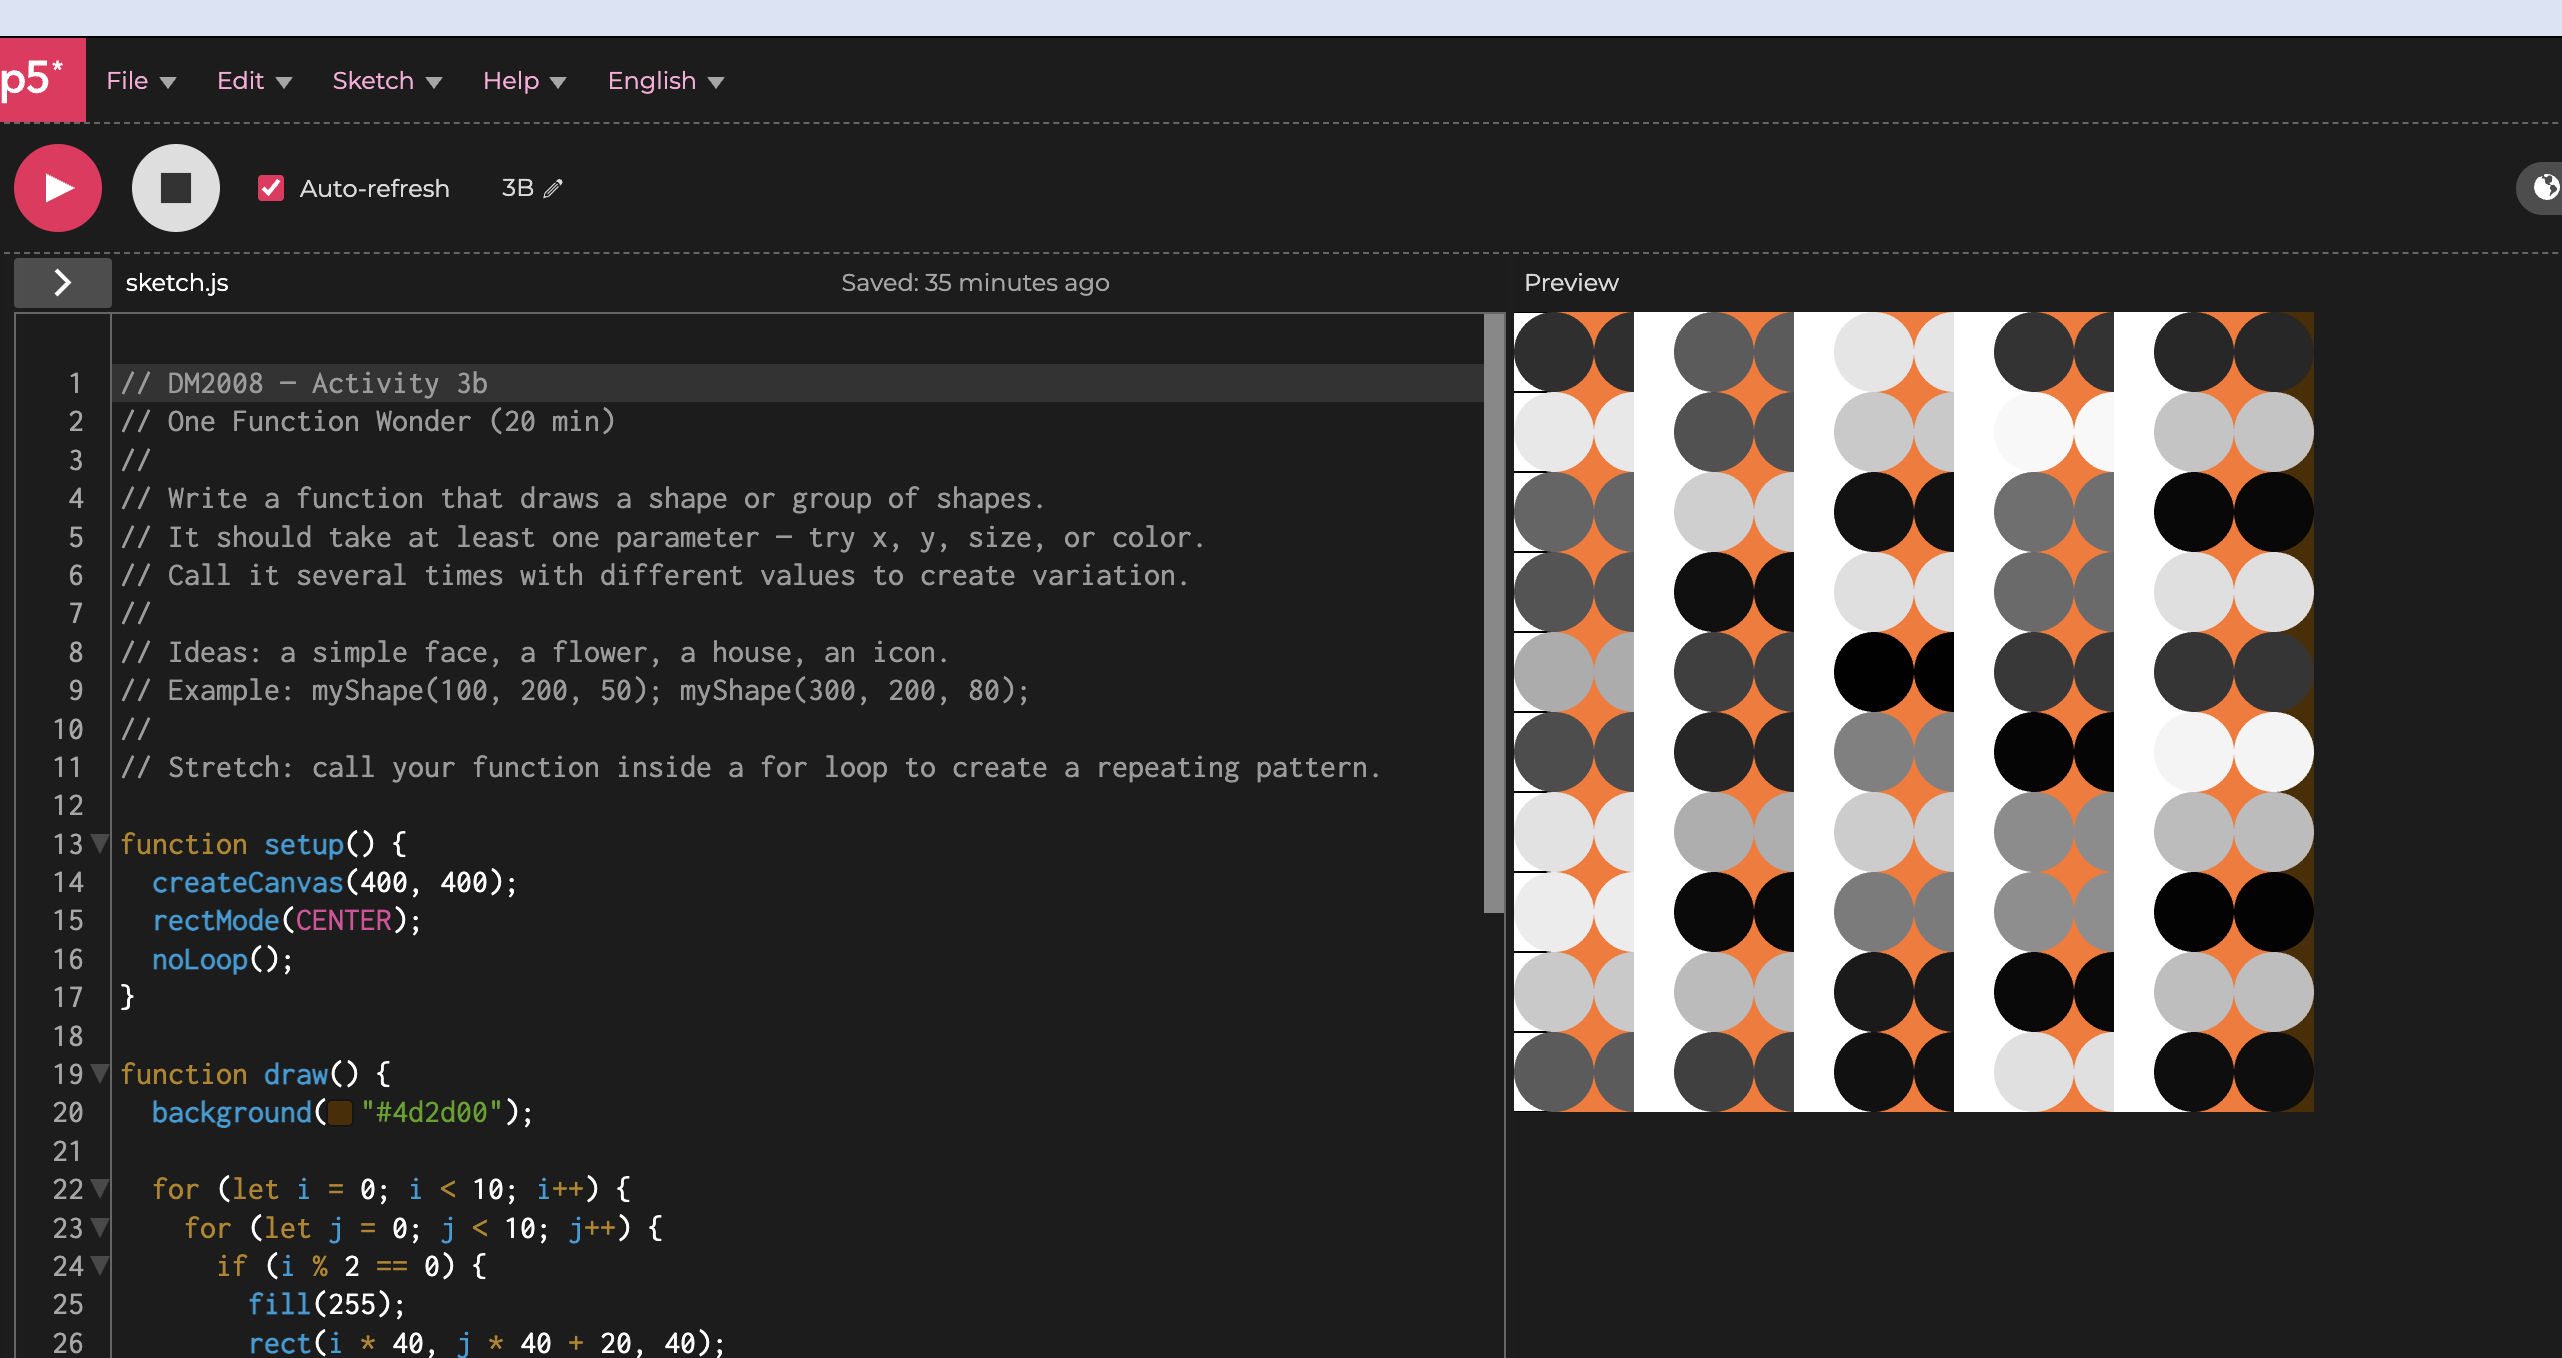 p5*
File Edit Sketch Help English
Auto-refresh 3B
sketch.js Saved: 35 minutes ago Preview
1 // DM2008 – Activity 3b
2 // One Function Wonder (20 min)
3 //
4 // Write a function that draws a shape or group of shapes.
5 // It should take at least one parameter – try x, y, size, or color.
6 // Call it several times with different values to create variation.
7 //
8 // Ideas: a simple face, a flower, a house, an icon.
9 // Example: myShape(100, 200, 50); myShape(300, 200, 80);
10 //
11 // Stretch: call your function inside a for loop to create a repeating pattern.
12
13 function setup() {
14 createCanvas(400, 400);
15 rectMode(CENTER);
16 noLoop();
17 }
18
19 function draw() {
20 background("#4d2d00");
21
22 for (let i = 0; i < 10; i++) {
23 for (let j = 0; j < 10; j++) {
24 if (i % 2 == 0) {
25 fill(255);
26 rect(i * 40, j * 40 + 20, 40);